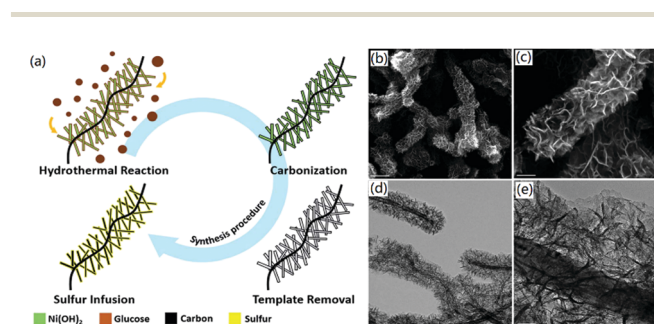 (a)
Hydrothermal Reaction
Carbonization
Synthesis procedure
Sulfur Infusion
Template Removal
Ni(OH)₂ Glucose Carbon Sulfur
(b)
(c)
(d)
(e)